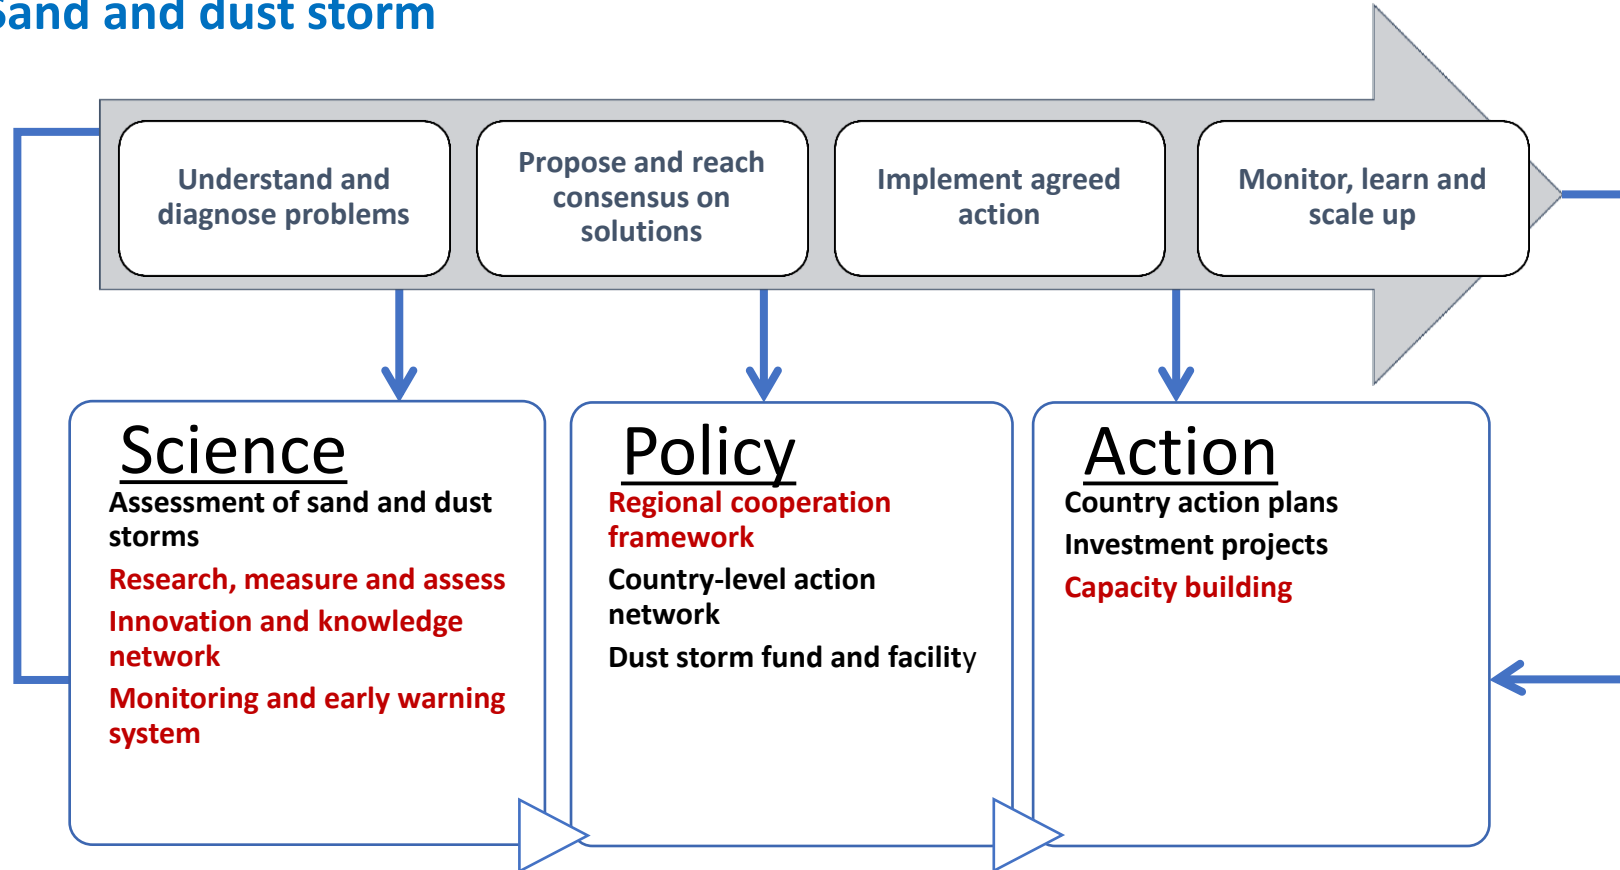 Sand and dust storm
Understand and
diagnose problems
Propose and reach
consensus on
solutions
Implement agreed
action
Monitor, learn and
scale up
Science
Assessment of sand and dust
storms
Research, measure and assess
Innovation and knowledge
network
Monitoring and early warning
system
Policy
Regional cooperation
framework
Country-level action
network
Dust storm fund and facility
Action
Country action plans
Investment projects
Capacity building